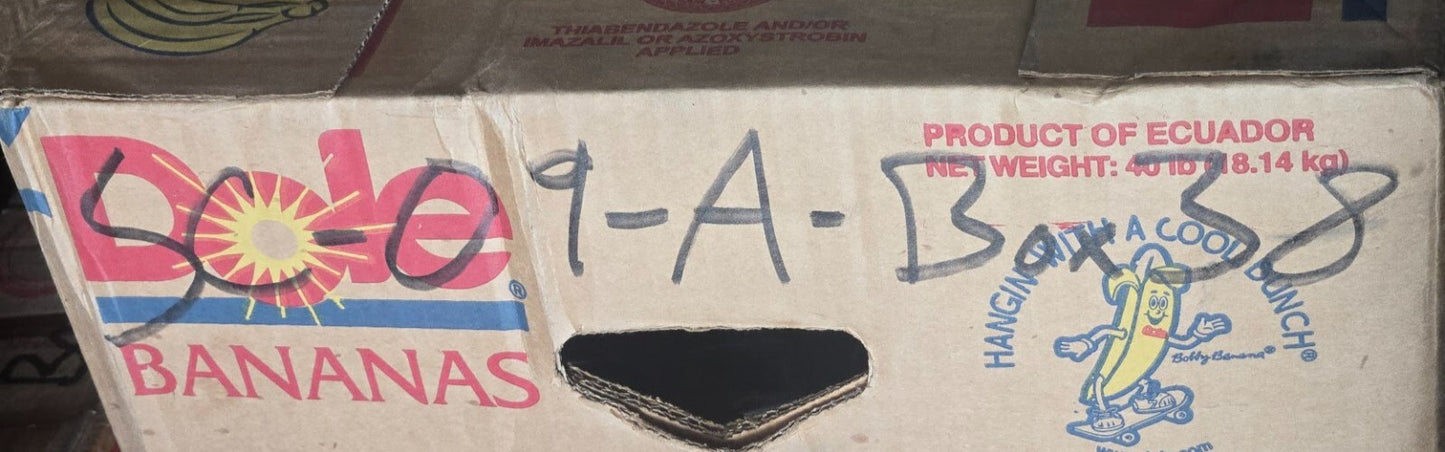 THIABENDAZOLE AND/OR
IMAZALIL OR AZOXYSTROBIN
APPLIED
Dole®
BANANAS
SC-09-A-Box 38
PRODUCT OF ECUADOR
NET WEIGHT: 40 lb (18.14 kg)
HANGIN' WITH A COOL BUNCH®
Bobby Banana®